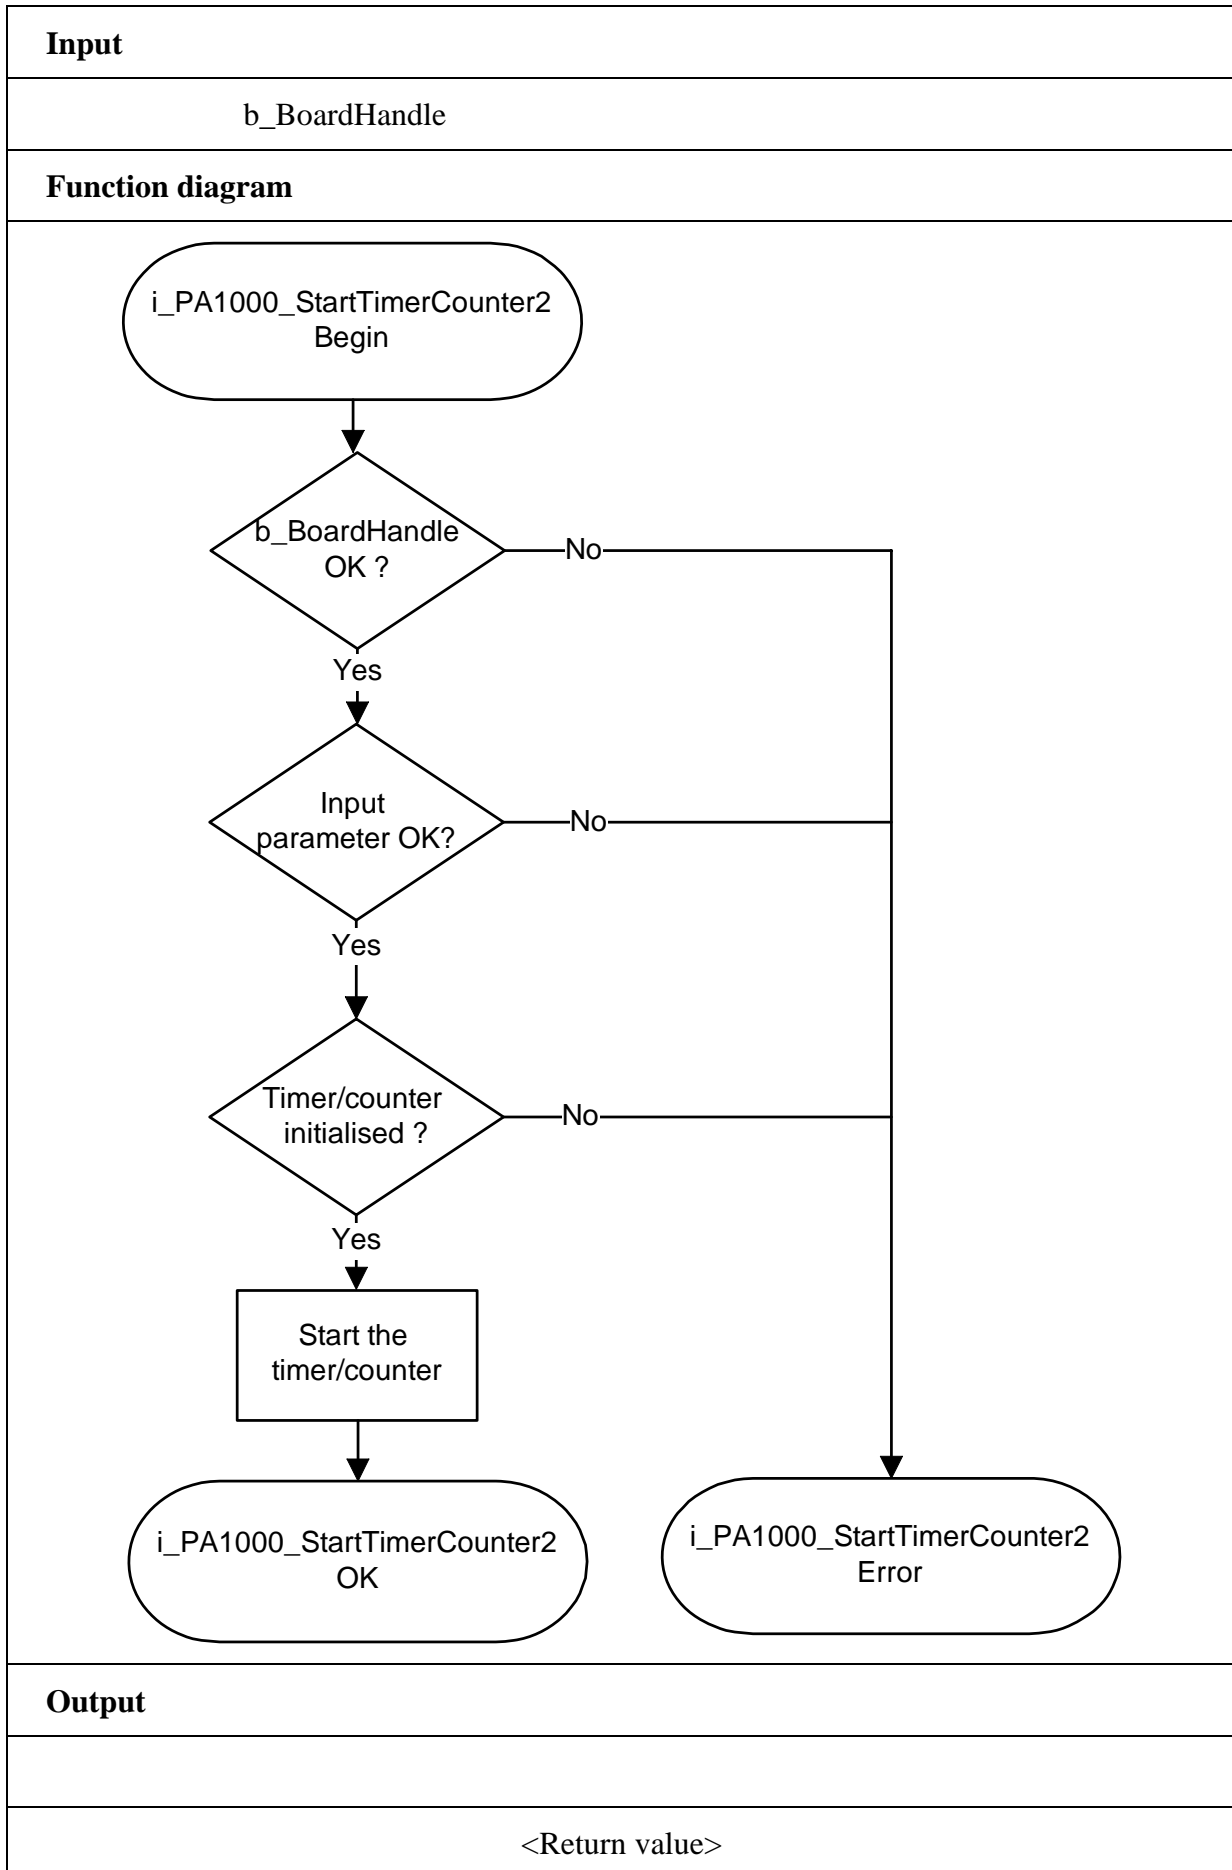 Input
b_BoardHandle
Function diagram
i_PA1000_StartTimerCounter2
Begin
b_BoardHandle
OK ?
No
Yes
Input
parameter OK?
No
Yes
Timer/counter
initialised ?
No
Yes
Start the
timer/counter
i_PA1000_StartTimerCounter2
OK
i_PA1000_StartTimerCounter2
Error
Output
<Return value>